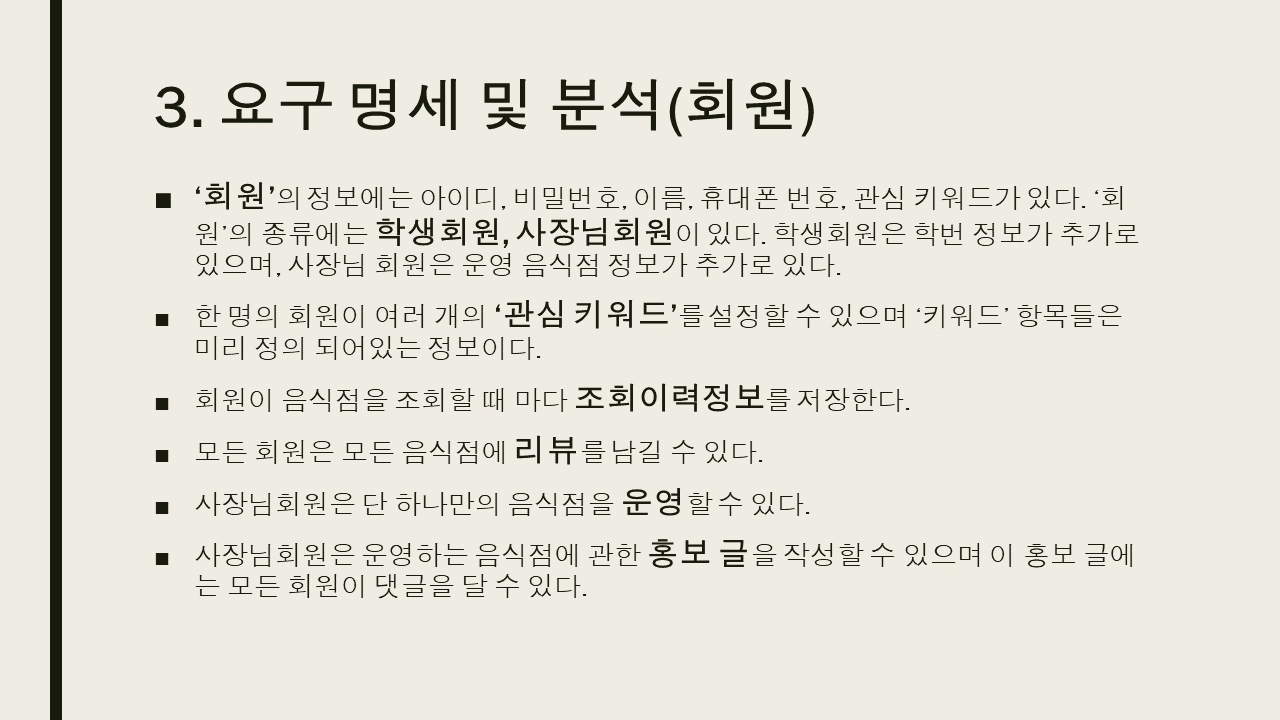 3. 요구 명세 및 분석(회원)
■ ‘회원’의 정보에는 아이디, 비밀번호, 이름, 휴대폰 번호, 관심 키워드가 있다. ‘회
원’의 종류에는 학생회원, 사장님회원이 있다. 학생회원은 학번 정보가 추가로
있으며, 사장님 회원은 운영 음식점 정보가 추가로 있다.
■ 한 명의 회원이 여러 개의 ‘관심 키워드’를 설정할 수 있으며 ‘키워드’ 항목들은
미리 정의 되어있는 정보이다.
■ 회원이 음식점을 조회할 때 마다 조회이력정보를 저장한다.
■ 모든 회원은 모든 음식점에 리뷰를 남길 수 있다.
■ 사장님회원은 단 하나만의 음식점을 운영할 수 있다.
■ 사장님회원은 운영하는 음식점에 관한 홍보 글을 작성할 수 있으며 이 홍보 글에
는 모든 회원이 댓글을 달 수 있다.